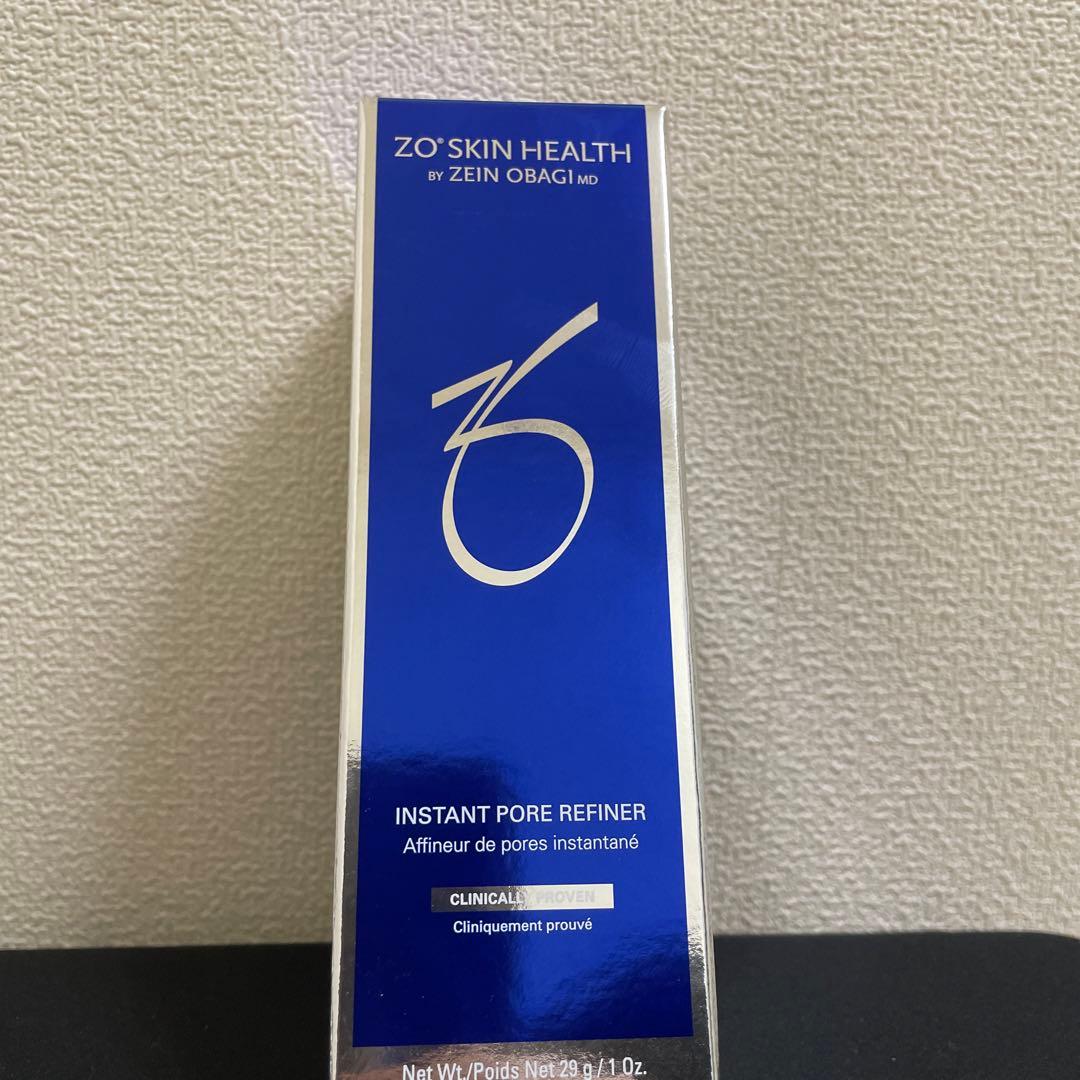 ZO® SKIN HEALTH
BY ZEIN OBAGI MD
ZO
INSTANT PORE REFINER
Affineur de pores instantané
CLINICALLY PROVEN
Cliniquement prouvé
Net Wt./Poids Net 29 g / 1 Oz.